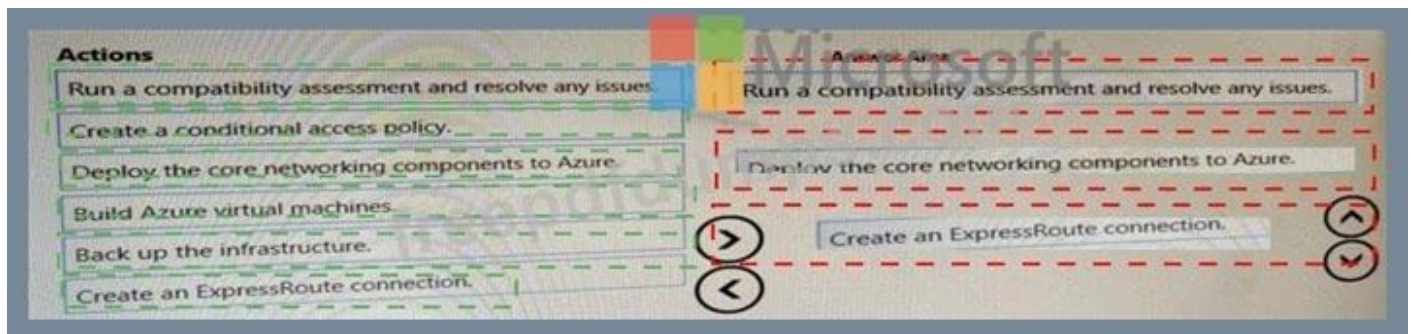 Actions
Run a compatibility assessment and resolve any issues.
Create a conditional access policy.
Deploy the core networking components to Azure.
Build Azure virtual machines.
Back up the infrastructure.
Create an ExpressRoute connection.
Microsoft
Answer Area
Run a compatibility assessment and resolve any issues.
Deploy the core networking components to Azure.
Create an ExpressRoute connection.